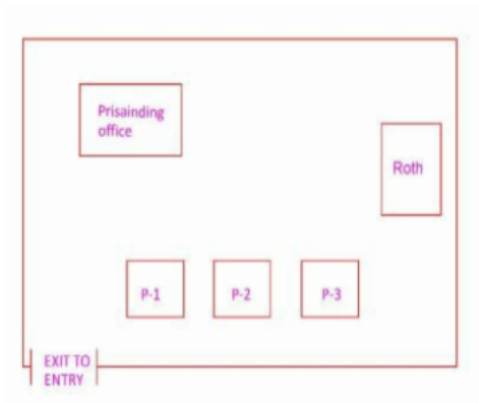 Prisainding
office
Roth
P-1
P-2
P-3
EXIT TO
ENTRY